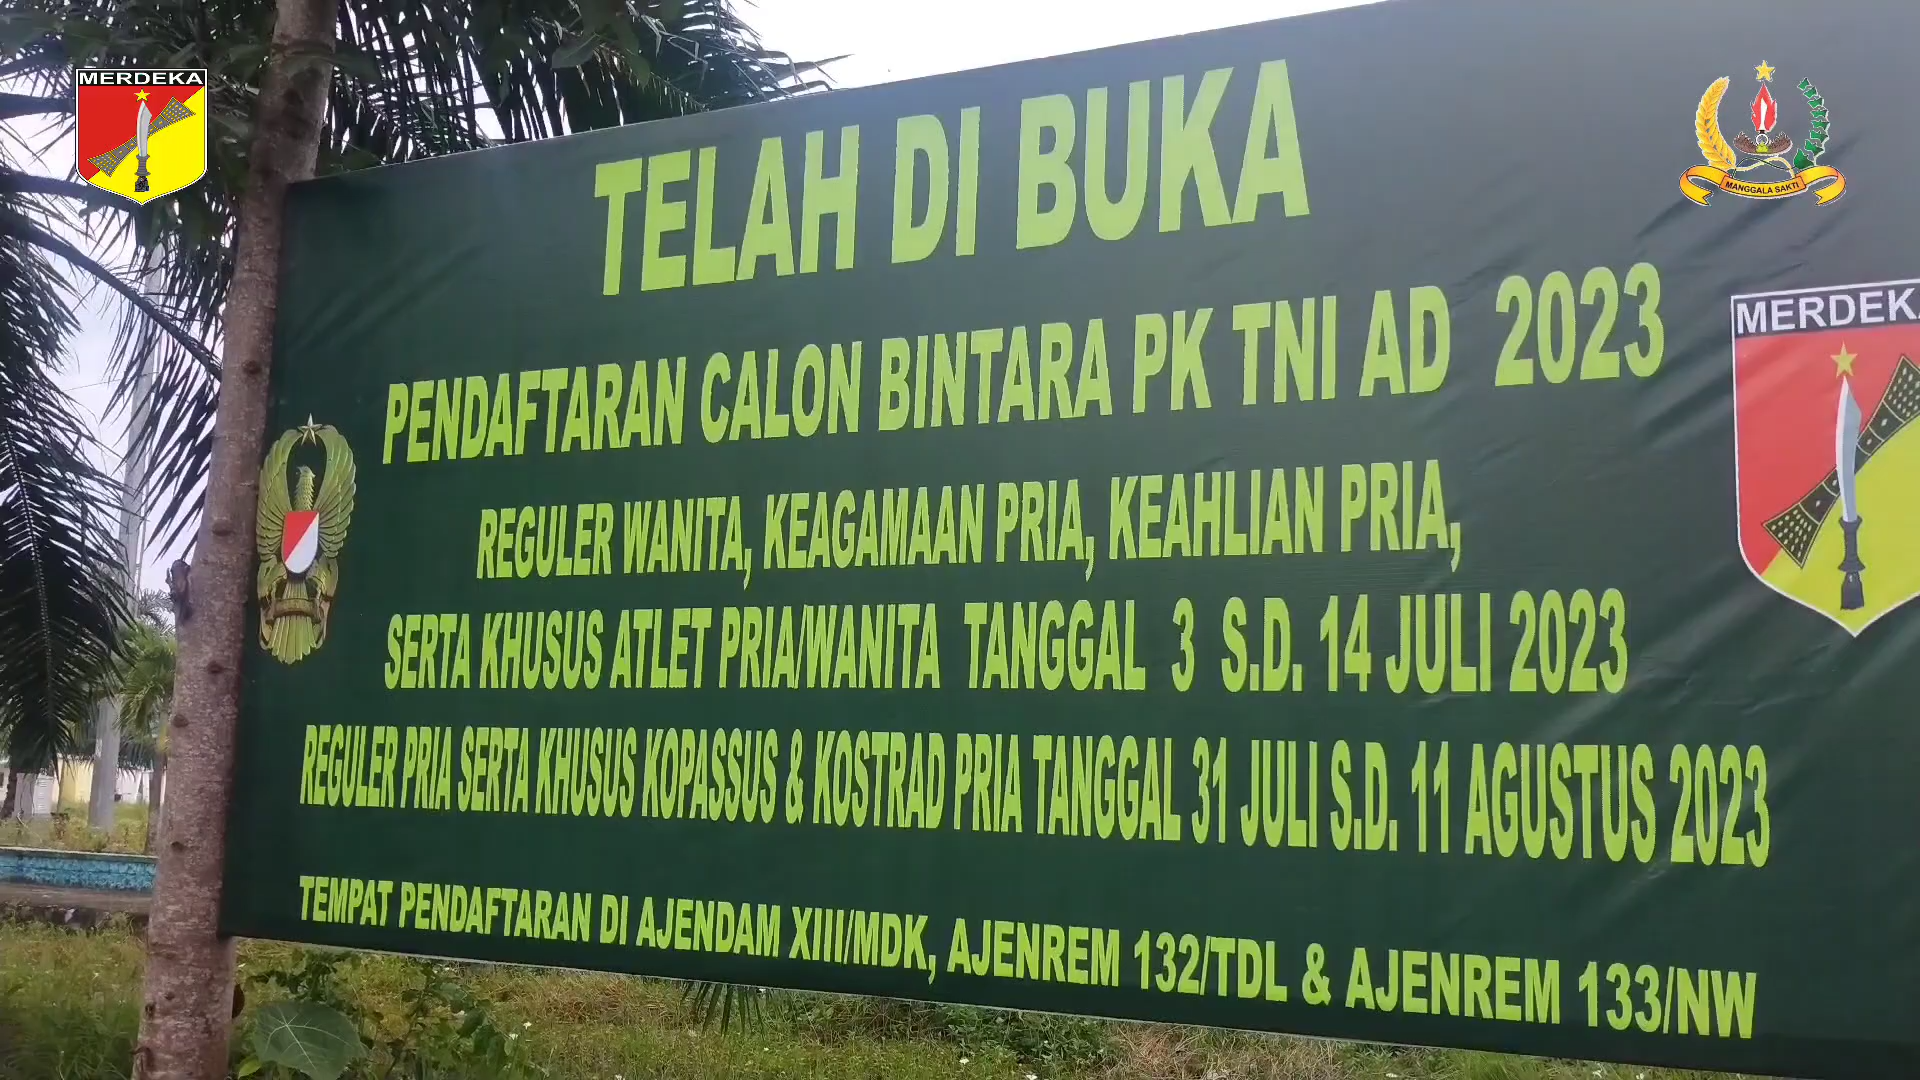 MERDEKA
MANGGALA SAKTI
TELAH DI BUKA
PENDAFTARAN CALON BINTARA PK TNI AD 2023
REGULER WANITA, KEAGAMAAN PRIA, KEAHLIAN PRIA,
SERTA KHUSUS ATLET PRIA/WANITA TANGGAL 3 S.D. 14 JULI 2023
REGULER PRIA SERTA KHUSUS KOPASSUS & KOSTRAD PRIA TANGGAL 31 JULI S.D. 11 AGUSTUS 2023
TEMPAT PENDAFTARAN DI AJENDAM XIII/MDK, AJENREM 132/TDL & AJENREM 133/NW
MERDEKA